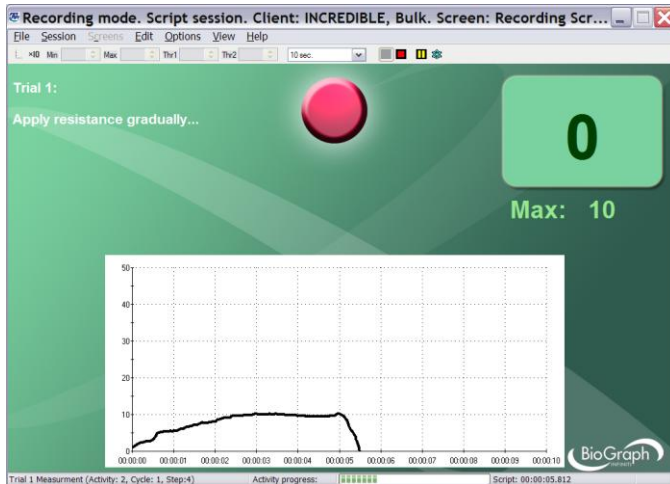 Recording mode. Script session. Client: INCREDIBLE, Bulk. Screen: Recording Scr...
File Session Screens Edit Options View Help
×10 Min Max Thr1 Thr2 10 sec.
Trial 1:
Apply resistance gradually...
0
Max: 10
50
40
30
20
10
0
00:00:00 00:00:01 00:00:02 00:00:03 00:00:04 00:00:05 00:00:06 00:00:07 00:00:08 00:00:09 00:00:10
BioGraph
Trial 1 Measurment (Activity: 2, Cycle: 1, Step:4) Activity progress: Script: 00:00:05.812